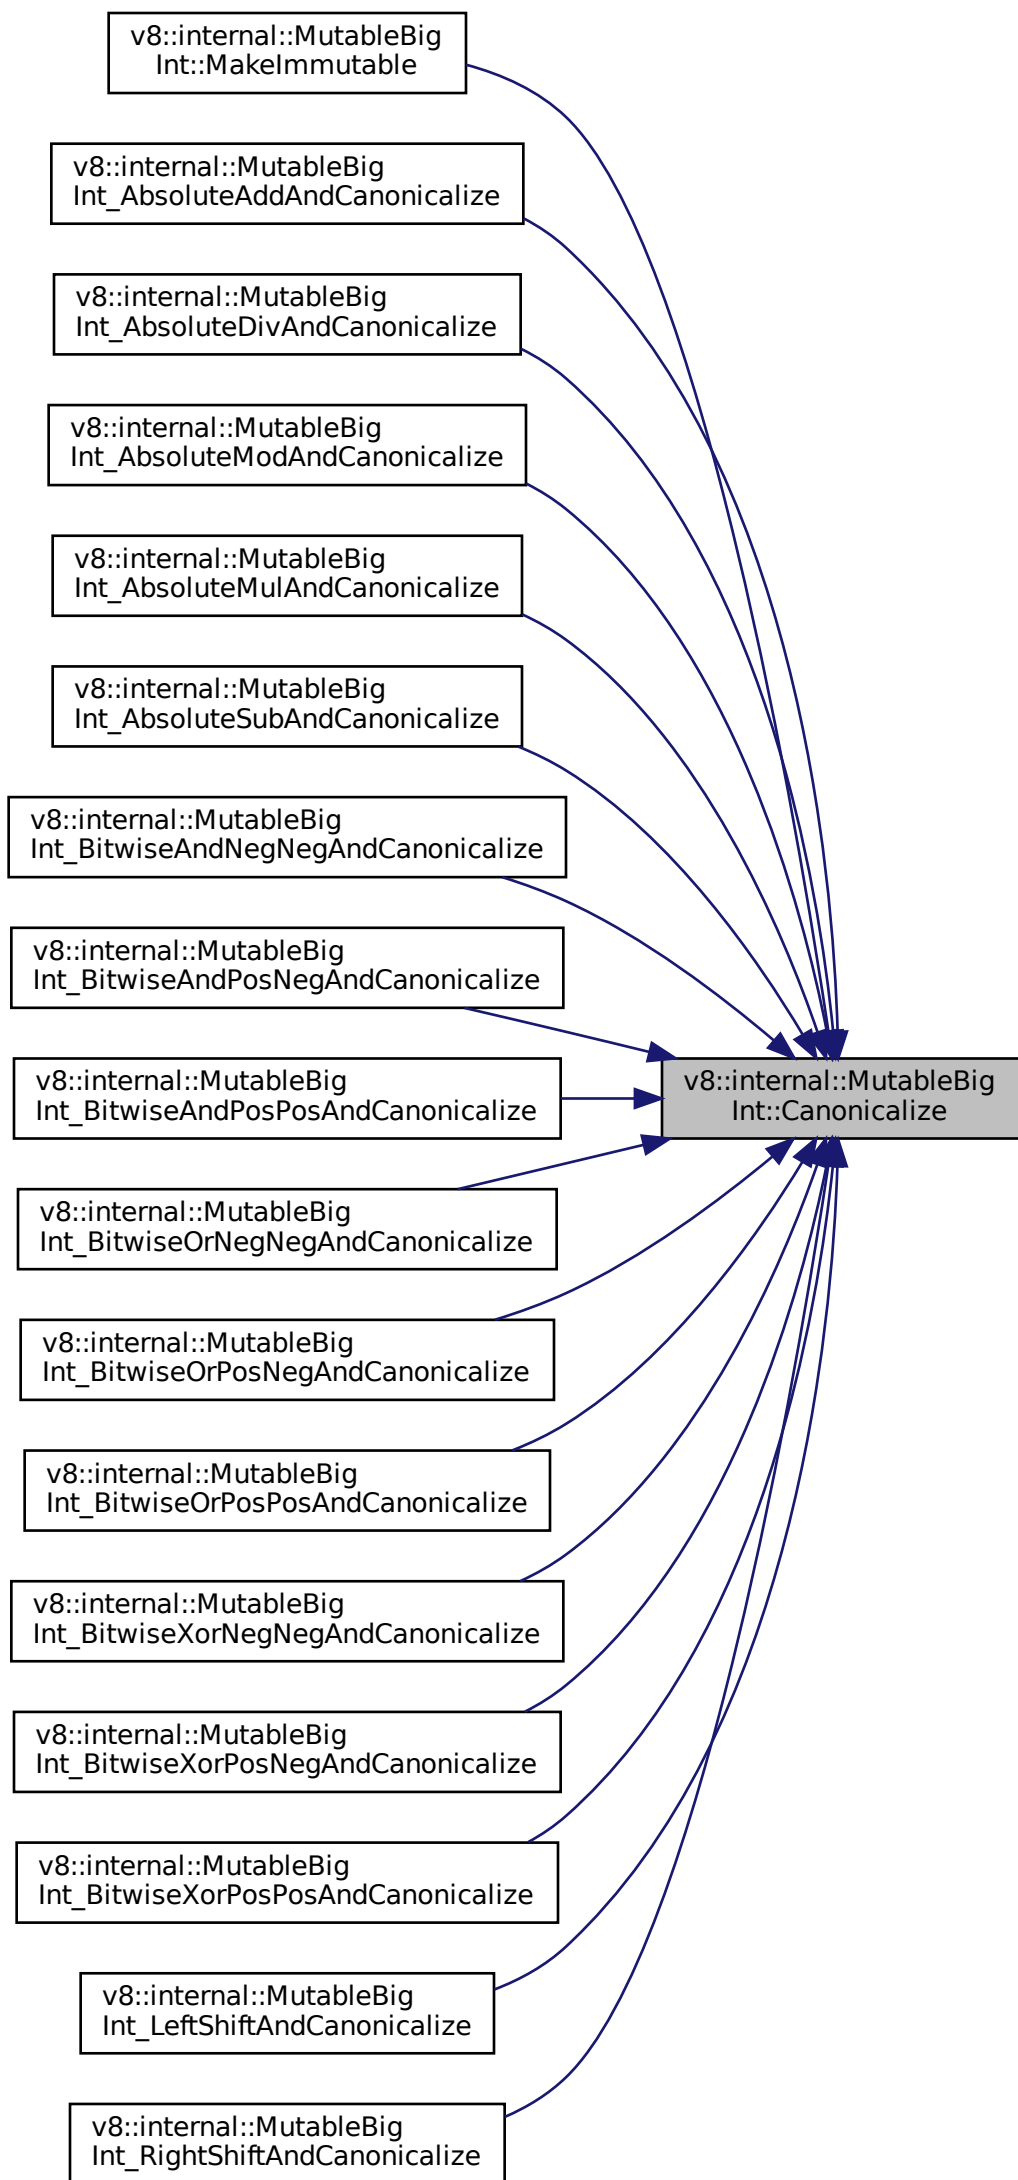 v8::internal::MutableBig
Int::MakeImmutable
v8::internal::MutableBig
Int_AbsoluteAddAndCanonicalize
v8::internal::MutableBig
Int_AbsoluteDivAndCanonicalize
v8::internal::MutableBig
Int_AbsoluteModAndCanonicalize
v8::internal::MutableBig
Int_AbsoluteMulAndCanonicalize
v8::internal::MutableBig
Int_AbsoluteSubAndCanonicalize
v8::internal::MutableBig
Int_BitwiseAndNegNegAndCanonicalize
v8::internal::MutableBig
Int_BitwiseAndPosNegAndCanonicalize
v8::internal::MutableBig
Int_BitwiseAndPosPosAndCanonicalize
v8::internal::MutableBig
Int::Canonicalize
v8::internal::MutableBig
Int_BitwiseOrNegNegAndCanonicalize
v8::internal::MutableBig
Int_BitwiseOrPosNegAndCanonicalize
v8::internal::MutableBig
Int_BitwiseOrPosPosAndCanonicalize
v8::internal::MutableBig
Int_BitwiseXorNegNegAndCanonicalize
v8::internal::MutableBig
Int_BitwiseXorPosNegAndCanonicalize
v8::internal::MutableBig
Int_BitwiseXorPosPosAndCanonicalize
v8::internal::MutableBig
Int_LeftShiftAndCanonicalize
v8::internal::MutableBig
Int_RightShiftAndCanonicalize